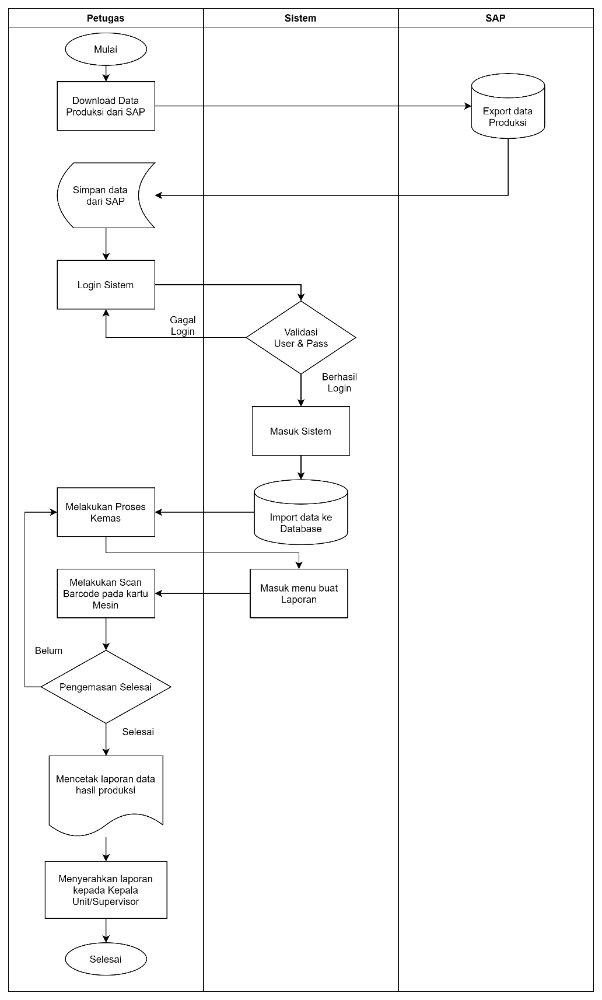 Petugas
Sistem
SAP
Mulai
Download Data
Produksi dari SAP
Export data
Produksi
Simpan data
dari SAP
Login Sistem
Gagal
Login
Validasi
User & Pass
Berhasil
Login
Masuk Sistem
Melakukan Proses
Kemas
Import data ke
Database
Melakukan Scan
Barcode pada kartu
Mesin
Masuk menu buat
Laporan
Belum
Pengemasan Selesai
Selesai
Mencetak laporan data
hasil produksi
Menyerahkan laporan
kepada Kepala
Unit/Supervisor
Selesai